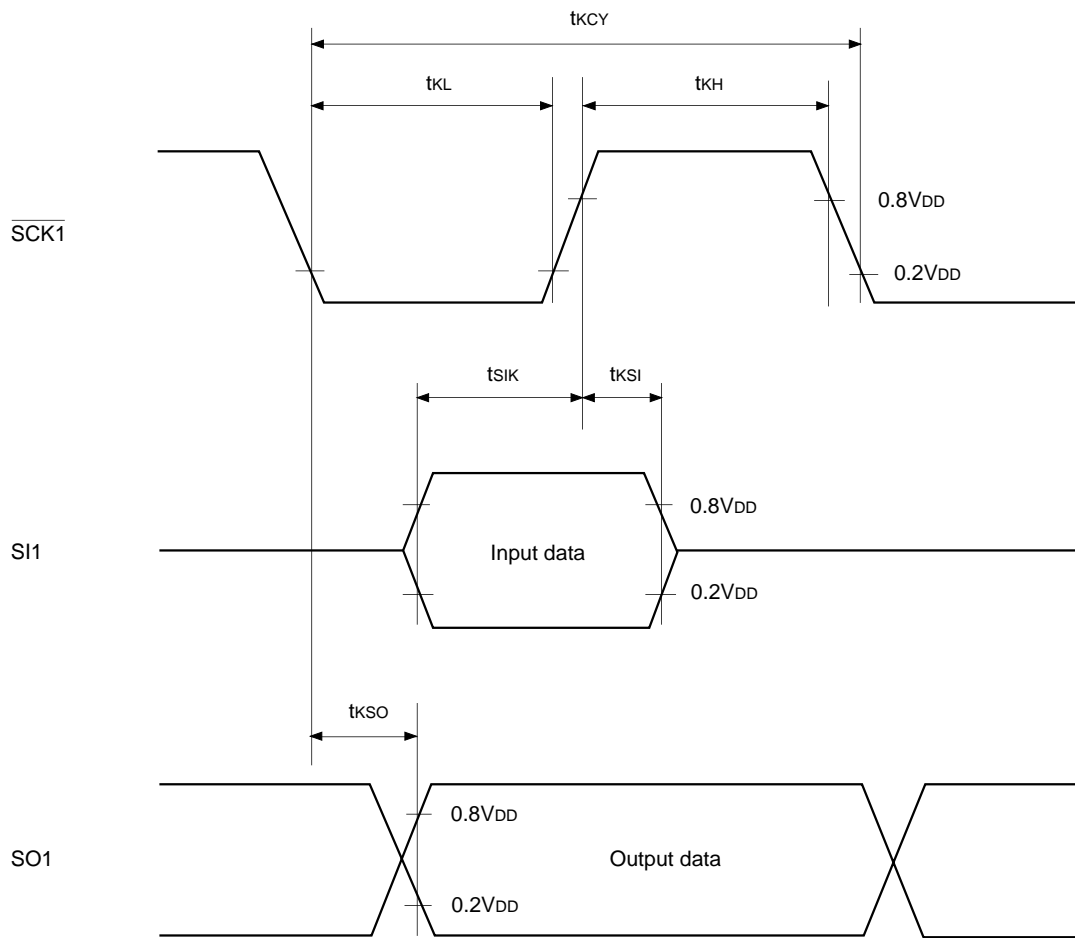 tKCY
tKL
tKH
SCK1
0.8VDD
0.2VDD
tSIK
tKSI
SI1
Input data
0.8VDD
0.2VDD
tKSO
SO1
0.8VDD
Output data
0.2VDD